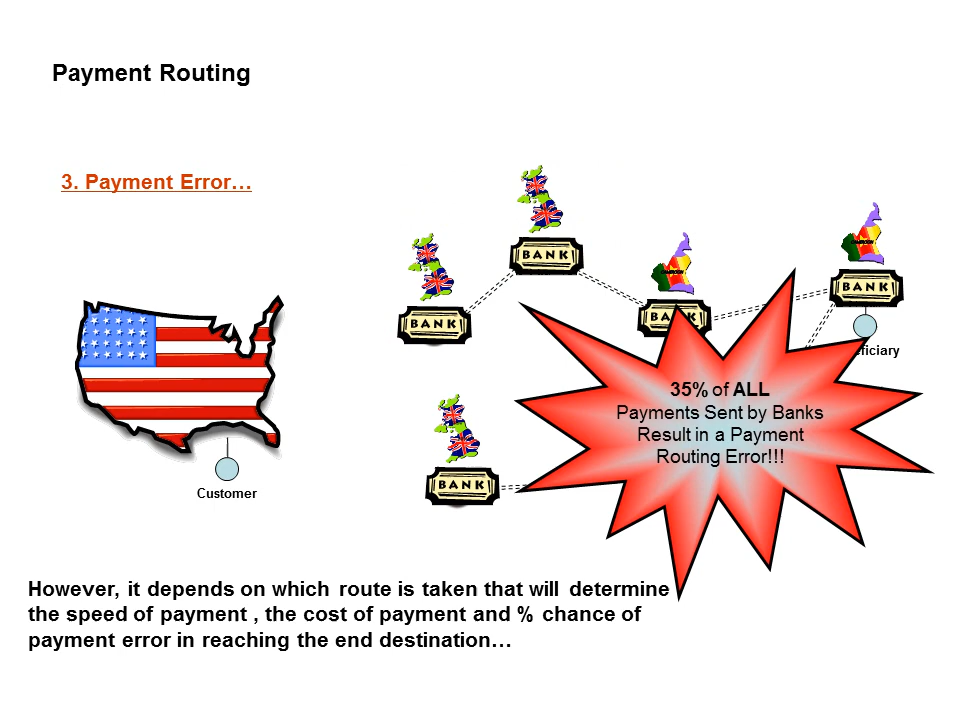 Payment Routing
3. Payment Error…
BANK
BANK
BANK
BANK
35% of ALL
Payments Sent by Banks
Result in a Payment
Routing Error!!!
BANK
Customer
However, it depends on which route is taken that will determine
the speed of payment , the cost of payment and % chance of
payment error in reaching the end destination…